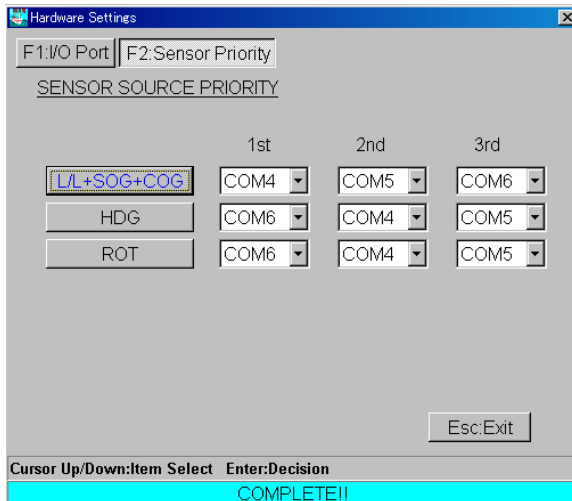 Hardware Settings
F1:I/O Port F2:Sensor Priority
SENSOR SOURCE PRIORITY
1st 2nd 3rd
L/L+SOG+COG COM4 COM5 COM6
HDG COM6 COM4 COM5
ROT COM6 COM4 COM5
Esc:Exit
Cursor Up/Down:Item Select Enter:Decision
COMPLETE!!